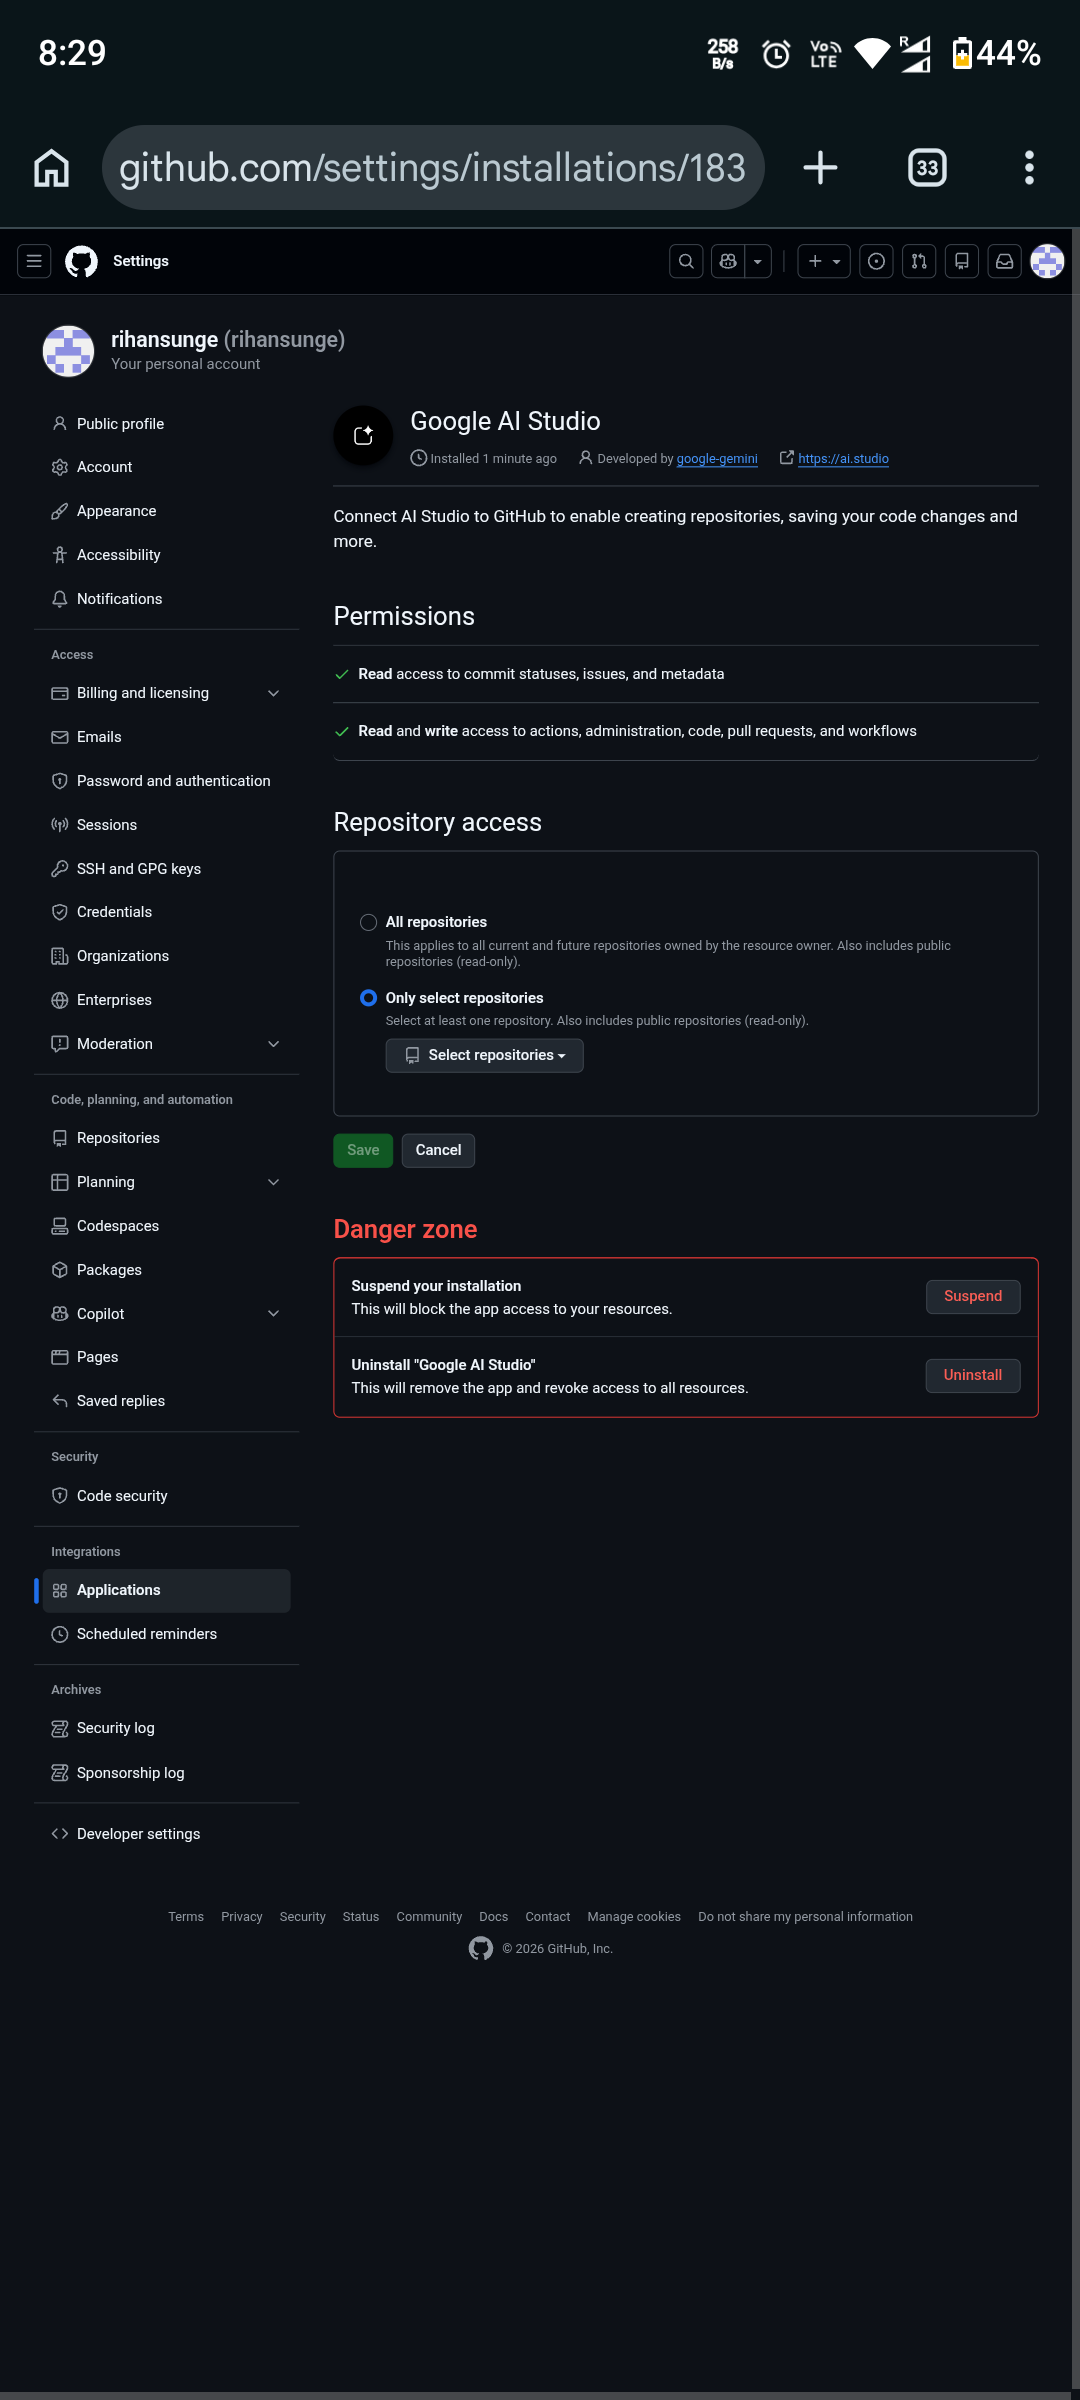 8:29
258
B/s
Vo
LTE
R
44%
github.com/settings/installations/183
33
Settings
rihansunge (rihansunge)
Your personal account
Public profile
Account
Appearance
Accessibility
Notifications
Access
Billing and licensing
Emails
Password and authentication
Sessions
SSH and GPG keys
Credentials
Organizations
Enterprises
Moderation
Code, planning, and automation
Repositories
Planning
Codespaces
Packages
Copilot
Pages
Saved replies
Security
Code security
Integrations
Applications
Scheduled reminders
Archives
Security log
Sponsorship log
Developer settings
Google AI Studio
Installed 1 minute ago
Developed by google-gemini
https://ai.studio
Connect AI Studio to GitHub to enable creating repositories, saving your code changes and
more.
Permissions
Read access to commit statuses, issues, and metadata
Read and write access to actions, administration, code, pull requests, and workflows
Repository access
All repositories
This applies to all current and future repositories owned by the resource owner. Also includes public
repositories (read-only).
Only select repositories
Select at least one repository. Also includes public repositories (read-only).
Select repositories
Save
Cancel
Danger zone
Suspend your installation
This will block the app access to your resources.
Suspend
Uninstall "Google AI Studio"
This will remove the app and revoke access to all resources.
Uninstall
Terms
Privacy
Security
Status
Community
Docs
Contact
Manage cookies
Do not share my personal information
© 2026 GitHub, Inc.